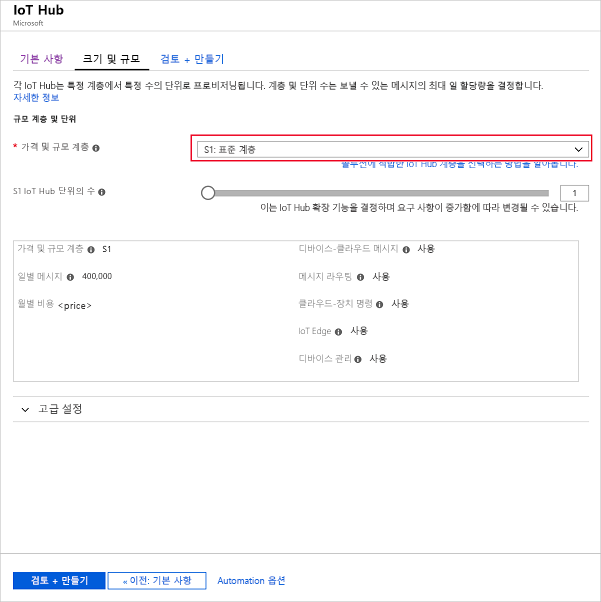 IoT Hub
Microsoft
기본 사항 크기 및 규모 검토 + 만들기
각 IoT Hub는 특정 계층에서 특정 수의 단위로 프로비저닝됩니다. 계층 및 단위 수는 보낼 수 있는 메시지의 최대 일 할당량을 결정합니다.
자세한 정보
규모 계층 및 단위
* 가격 및 규모 계층 S1: 표준 계층
솔루션에 적합한 IoT Hub 계층을 선택하는 방법을 알아봅니다.
S1 IoT Hub 단위의 수 1
이는 IoT Hub 확장 기능을 결정하며 요구 사항이 증가함에 따라 변경될 수 있습니다.
가격 및 규모 계층 S1 디바이스-클라우드 메시지 사용
일별 메시지 400,000 메시지 라우팅 사용
월별 비용 <price> 클라우드-장치 명령 사용
IoT Edge 사용
디바이스 관리 사용
고급 설정
검토 + 만들기 « 이전: 기본 사항 Automation 옵션